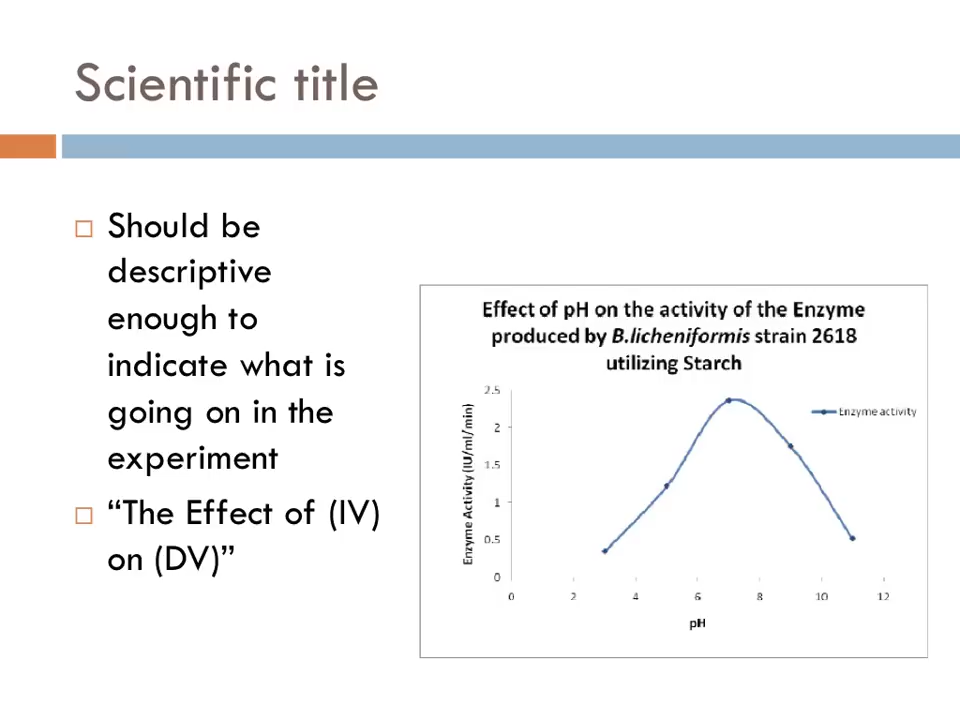 Scientific title
Should be
descriptive
enough to
indicate what is
going on in the
experiment
“The Effect of (IV)
on (DV)”
Effect of pH on the activity of the Enzyme
produced by B.licheniformis strain 2618
utilizing Starch
Enzyme Activity (IU/ml/min)
2.5
2
1.5
1
0.5
0
0 2 4 6 8 10 12
pH
Enzyme activity